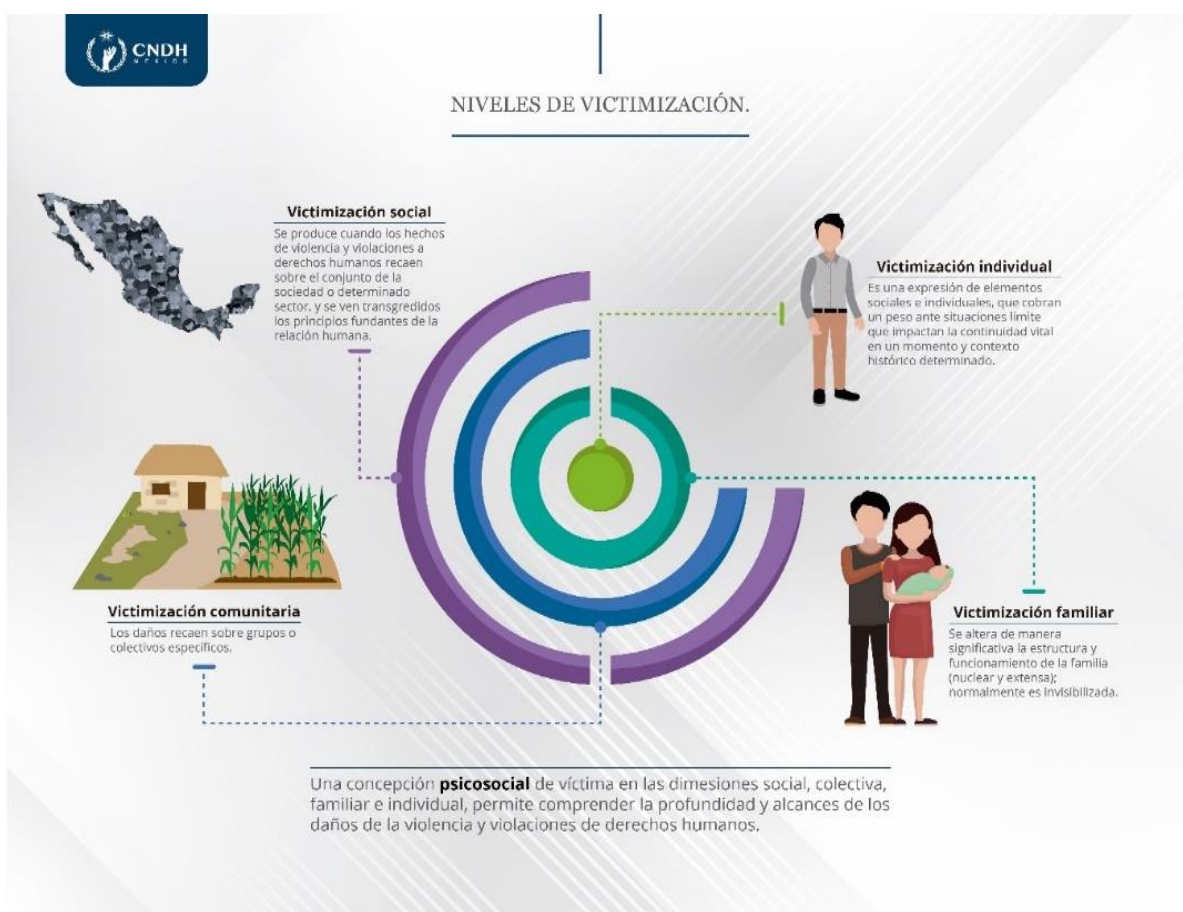 CNDH
MÉXICO
NIVELES DE VICTIMIZACIÓN.
Victimización social
Se produce cuando los hechos
de violencia y violaciones a
derechos humanos recaen
sobre el conjunto de la
sociedad o determinado
sector, y se ven transgredidos
los principios fundantes de la
relación humana.
Victimización individual
Es una expresión de elementos
sociales e individuales, que cobran
un peso ante situaciones límite
que impactan la continuidad vital
en un momento y contexto
histórico determinado.
Victimización comunitaria
Los daños recaen sobre grupos o
colectivos específicos.
Victimización familiar
Se altera de manera
significativa la estructura y
funcionamiento de la familia
(nuclear y extensa);
normalmente es invisibilizada.
Una concepción psicosocial de víctima en las dimesiones social, colectiva,
familiar e individual, permite comprender la profundidad y alcances de los
daños de la violencia y violaciones de derechos humanos.